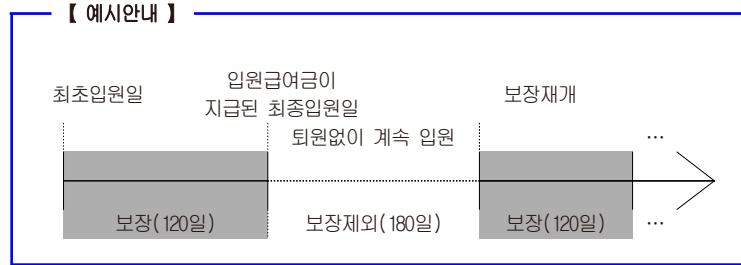 【 예시안내 】
최초입원일
입원급여금이
지급된 최종입원일
보장재개
퇴원없이 계속 입원
…
보장(120일)
보장제외(180일)
보장(120일)
…